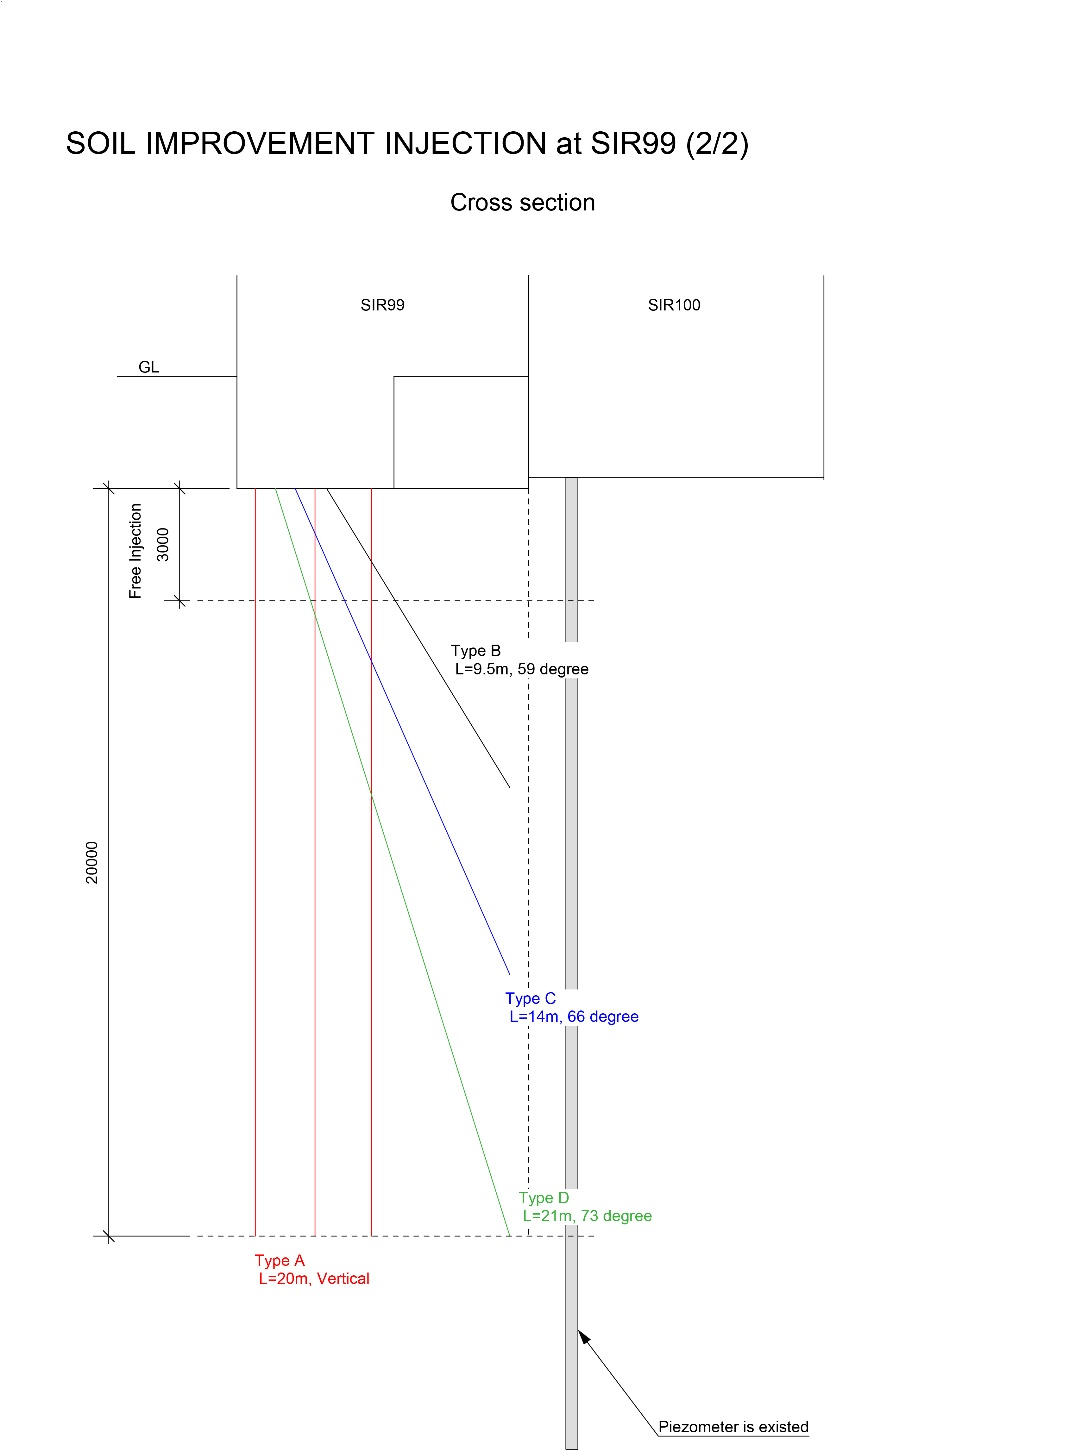 SOIL IMPROVEMENT INJECTION at SIR99 (2/2)
Cross section
SIR99
SIR100
GL
Free Injection
3000
Type B
L=9.5m, 59 degree
20000
Type C
L=14m, 66 degree
Type D
L=21m, 73 degree
Type A
L=20m, Vertical
Piezometer is existed